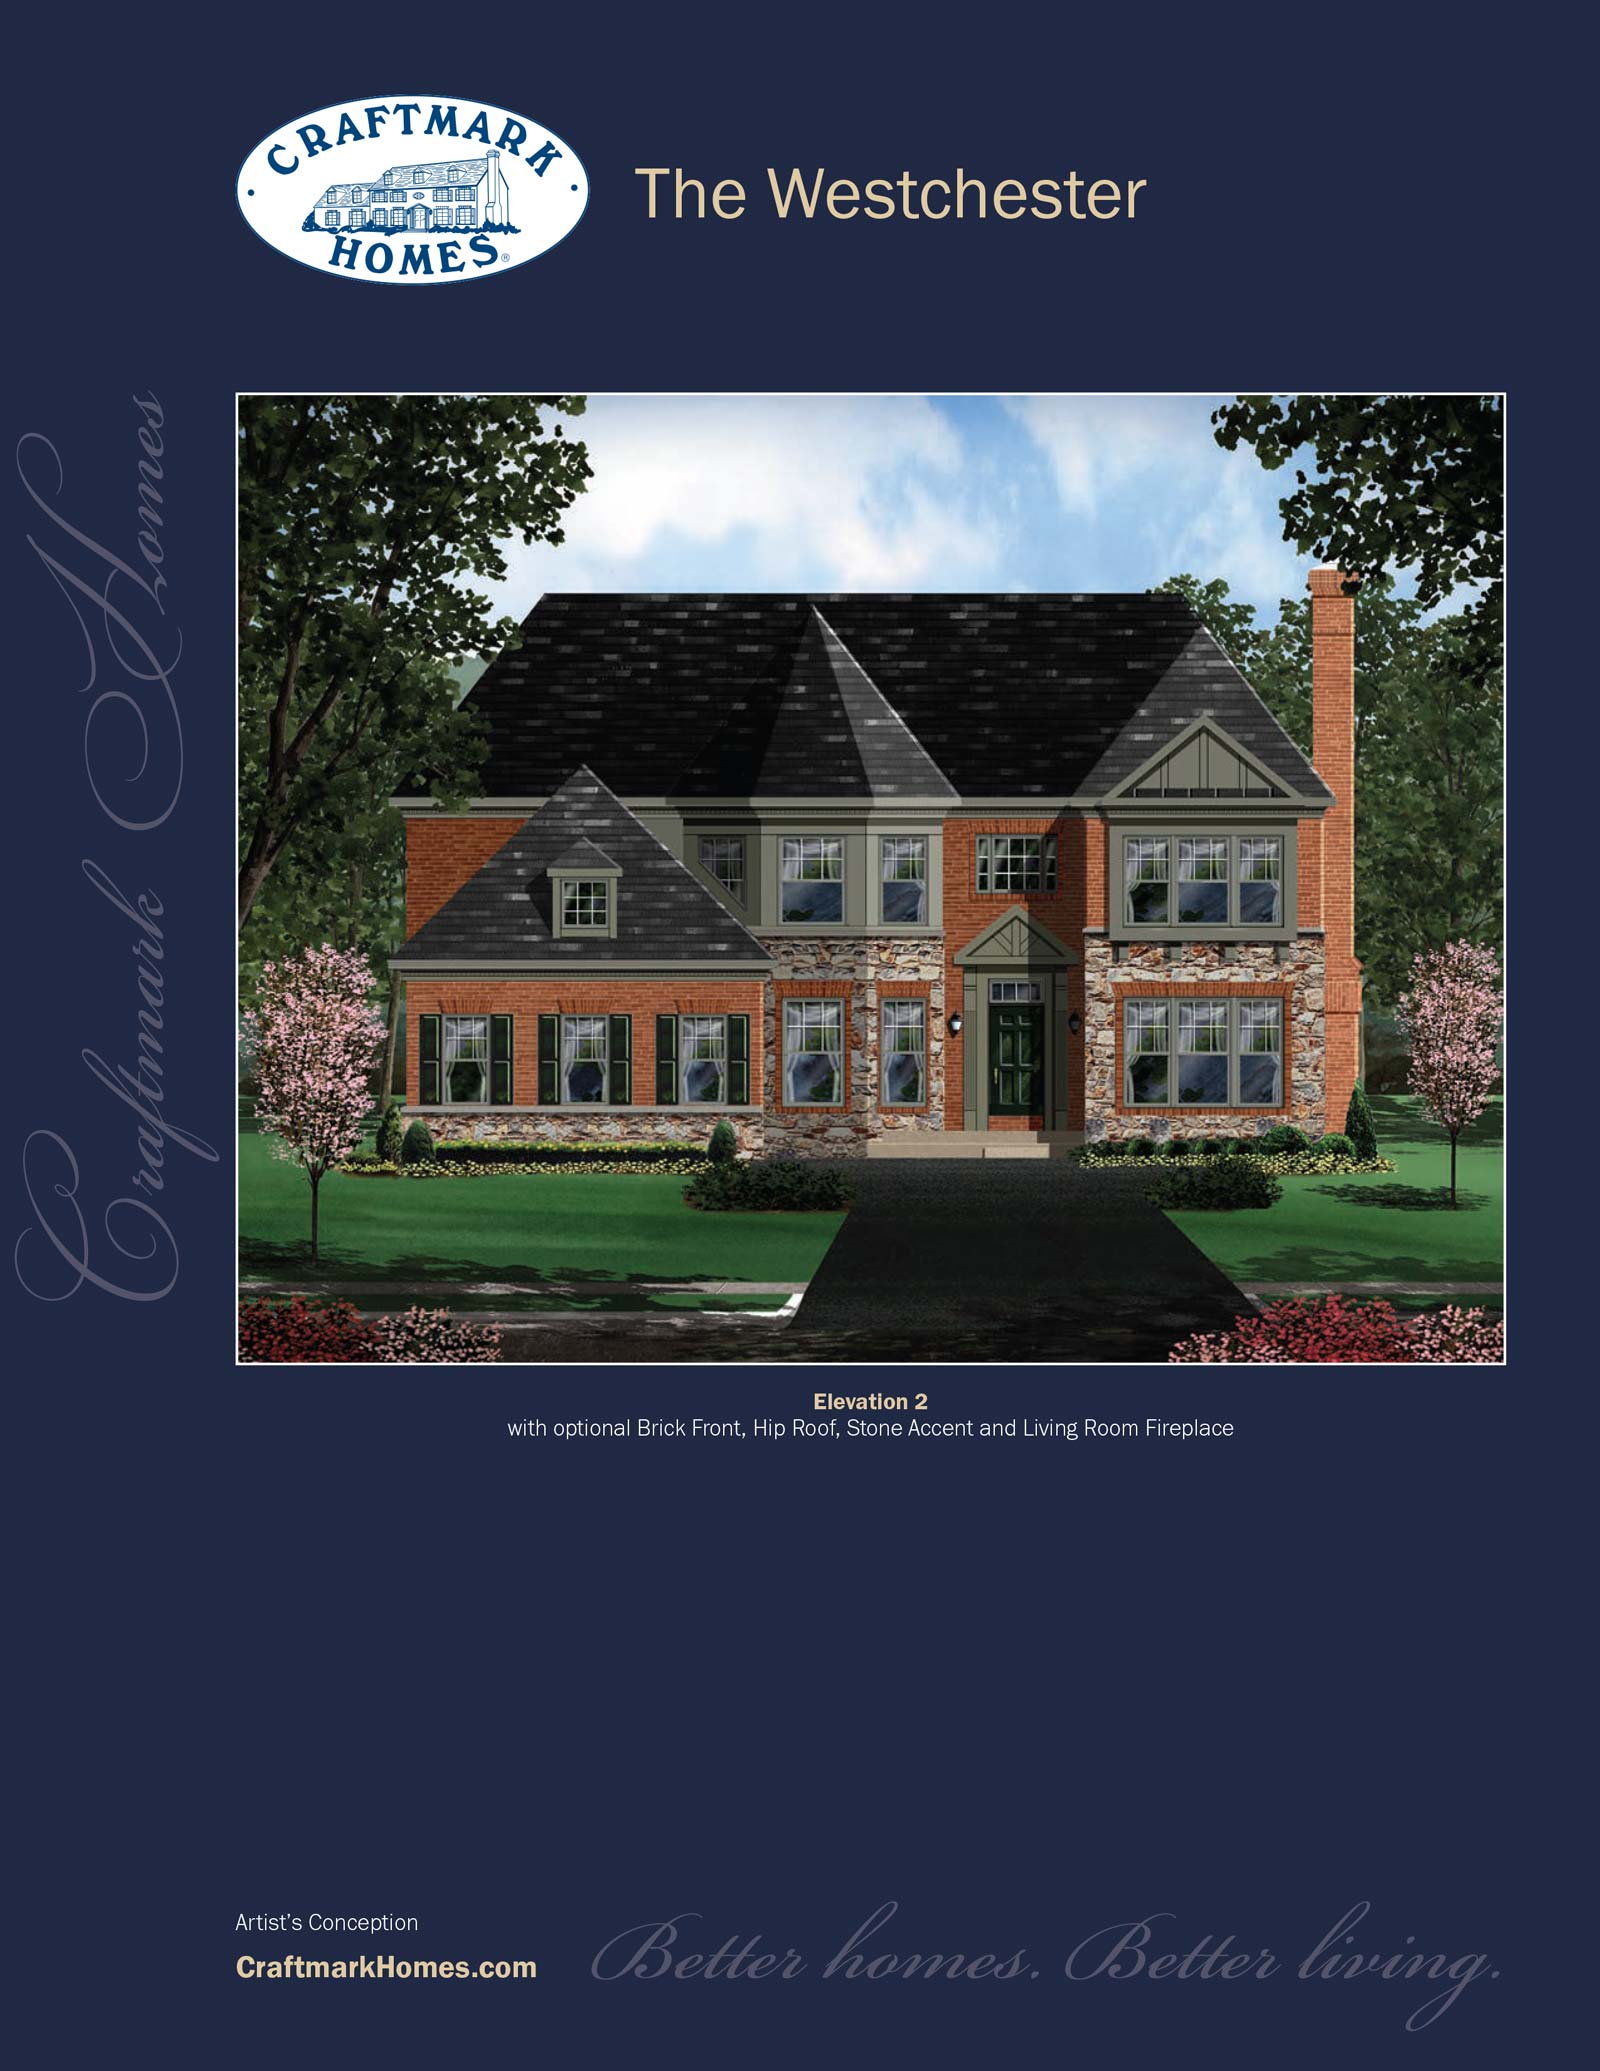 CRAFTMARK
HOMES®
The Westchester
Craftmark Homes
Elevation 2
with optional Brick Front, Hip Roof, Stone Accent and Living Room Fireplace
Artist’s Conception
CraftmarkHomes.com
Better homes. Better living.